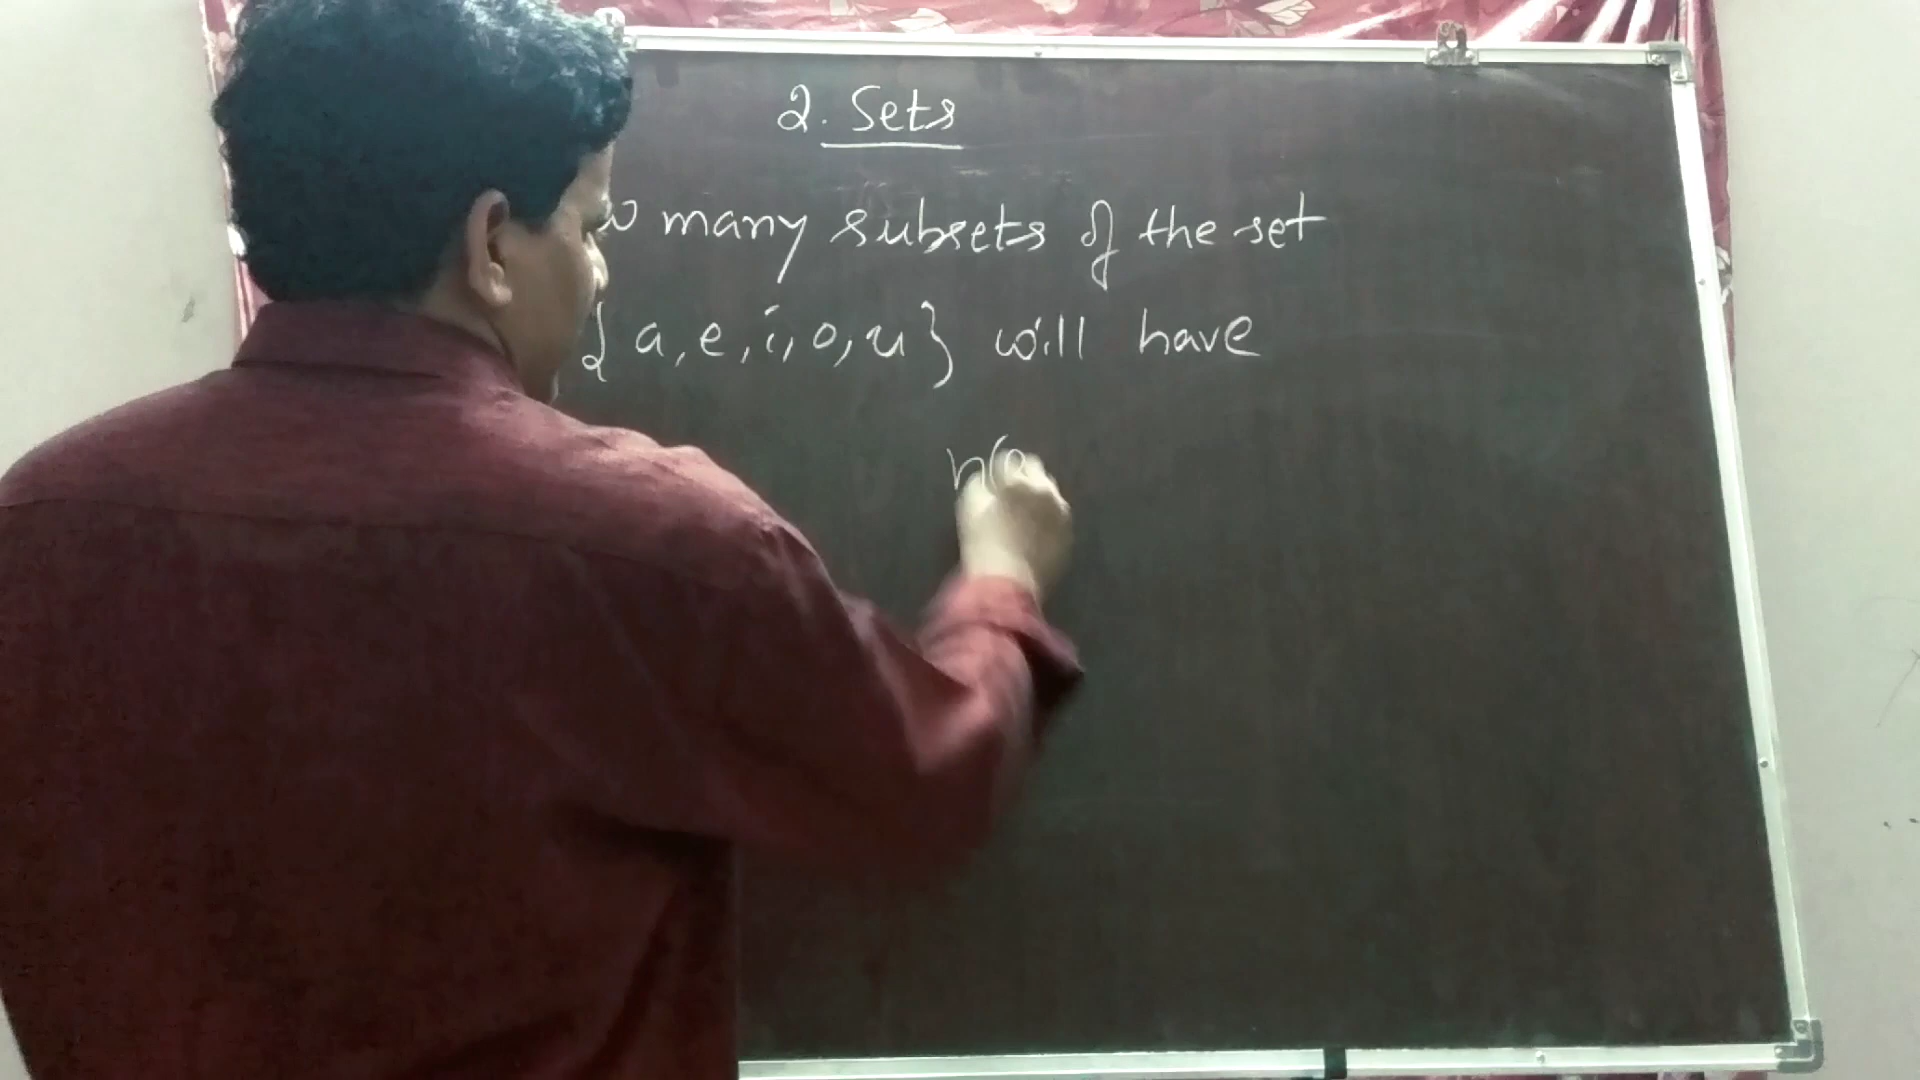 2. Sets
many subsets of the set
{a, e, i, o, u} will have
n(